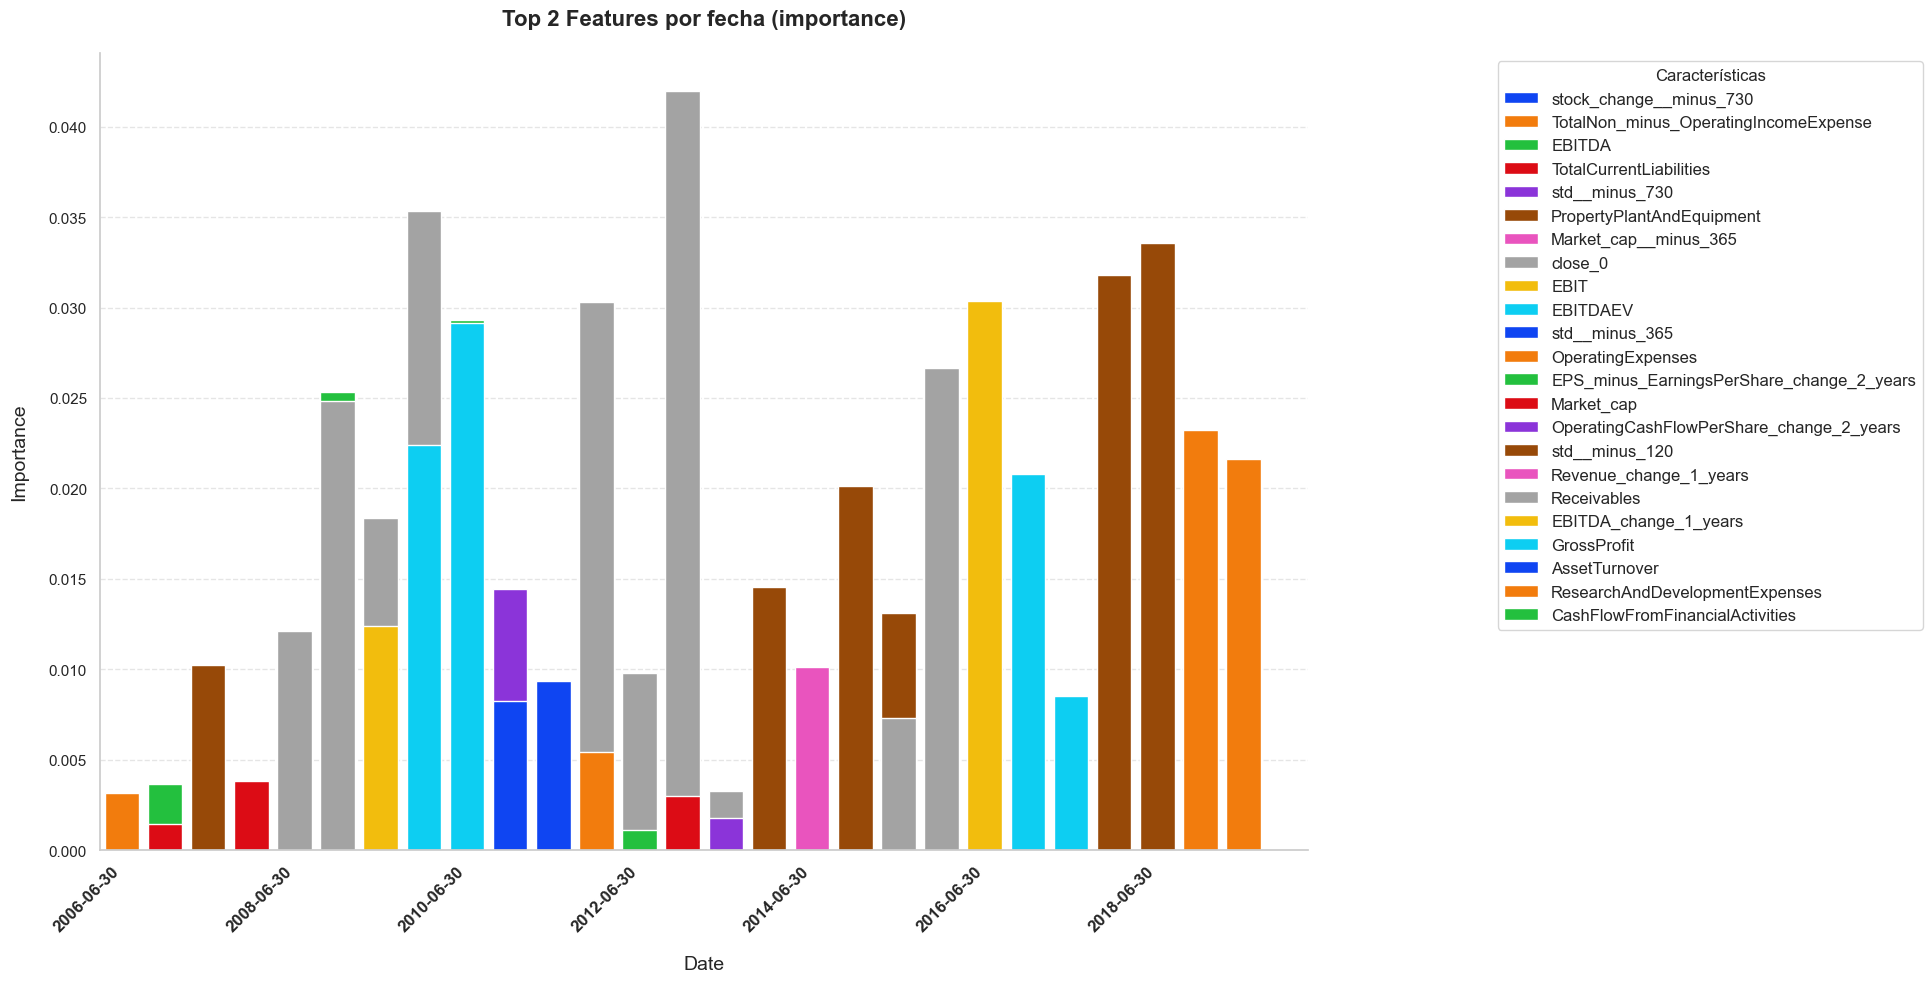 Top 2 Features por fecha (importance)
Importance
0.040
0.035
0.030
0.025
0.020
0.015
0.010
0.005
0.000
2006-06-30
2008-06-30
2010-06-30
2012-06-30
2014-06-30
2016-06-30
2018-06-30
Date
Características
stock_change__minus_730
TotalNon_minus_OperatingIncomeExpense
EBITDA
TotalCurrentLiabilities
std__minus_730
PropertyPlantAndEquipment
Market_cap__minus_365
close_0
EBIT
EBITDAEV
std__minus_365
OperatingExpenses
EPS_minus_EarningsPerShare_change_2_years
Market_cap
OperatingCashFlowPerShare_change_2_years
std__minus_120
Revenue_change_1_years
Receivables
EBITDA_change_1_years
GrossProfit
AssetTurnover
ResearchAndDevelopmentExpenses
CashFlowFromFinancialActivities